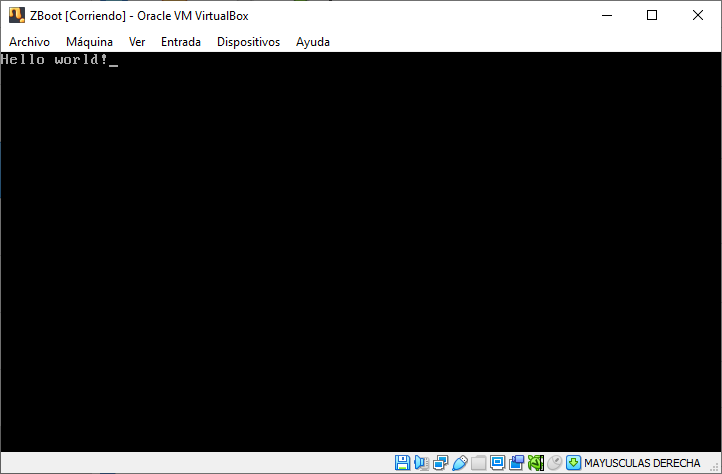 ZBoot [Corriendo] - Oracle VM VirtualBox
Archivo Máquina Ver Entrada Dispositivos Ayuda
Hello world!_
MAYUSCULAS DERECHA